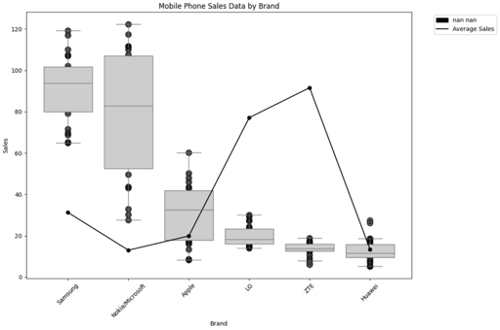 Mobile Phone Sales Data by Brand
nan nan
Average Sales
120
100
80
60
40
20
0
Sales
Samsung
Nokia/Microsoft
Apple
LG
ZTE
Huawei
Brand